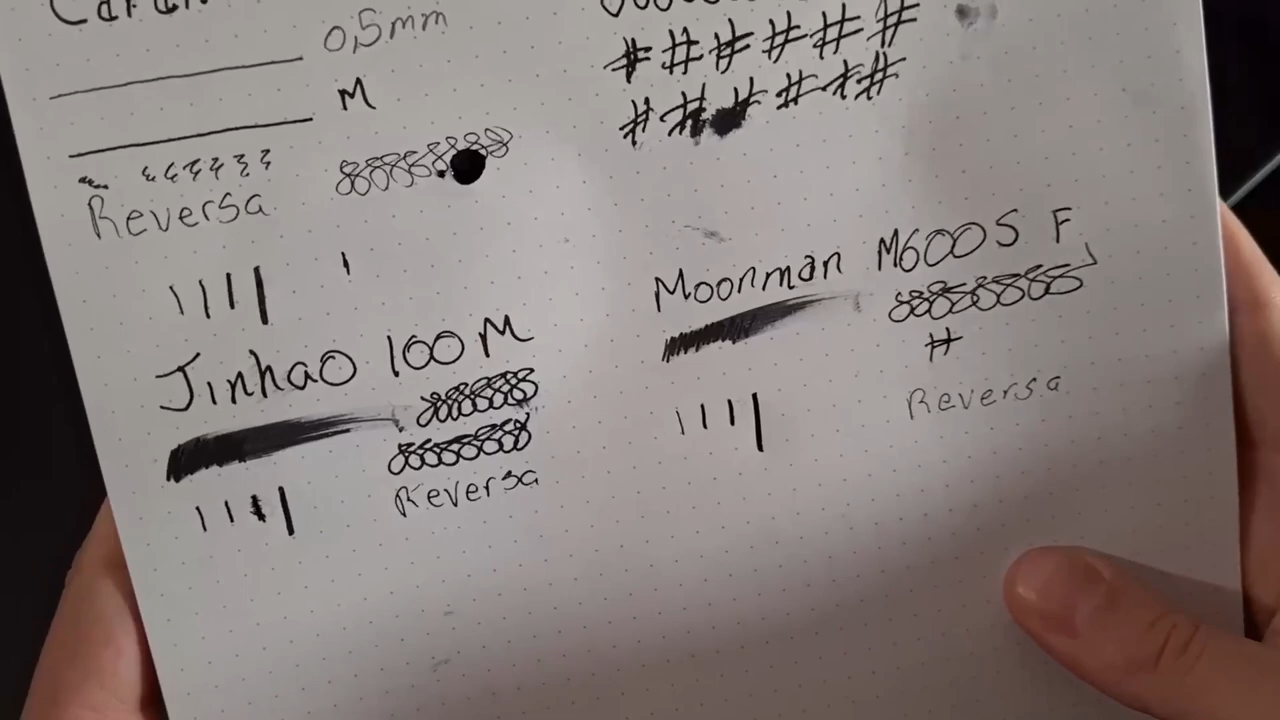 0,5mm
M
Reversa
Jinhao 100 M
Reversa
# # # # # #
# # # # # #
Moonman M600S F
#
Reversa